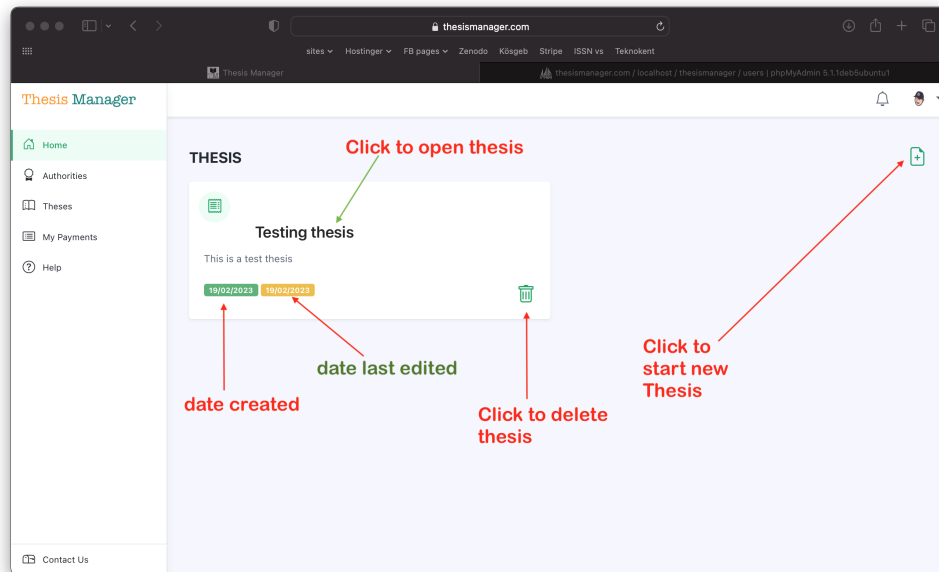 thesismanager.com
sites Hostinger FB pages Zenodo Kösgeb Stripe ISSN vs Teknokent
Thesis Manager
thesismanager.com / localhost / thesismanager / users | phpMyAdmin 5.1.1deb5ubuntu1
Thesis Manager
Home
Authorities
Theses
My Payments
Help
Contact Us
THESIS
Click to open thesis
Testing thesis
This is a test thesis
19/02/2023 19/02/2023
date last edited
date created
Click to delete
thesis
Click to
start new
Thesis